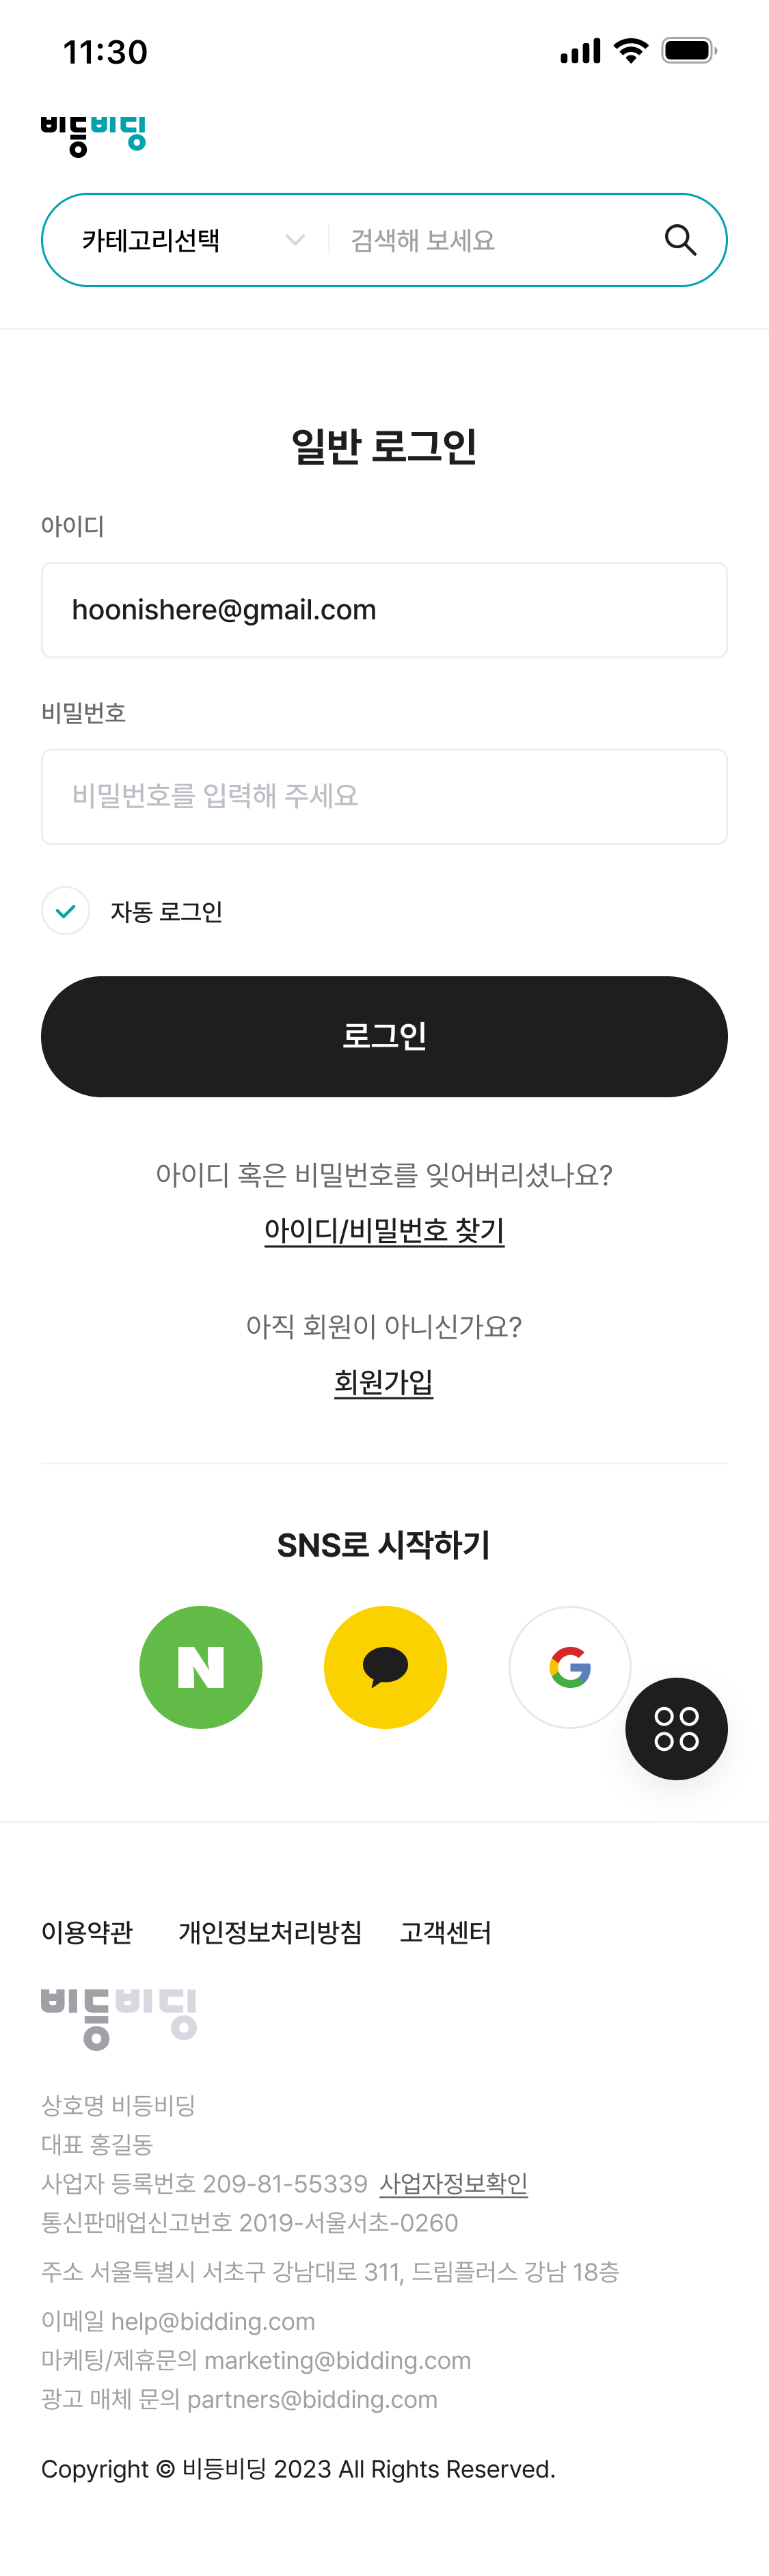 11:30
비등비딩
카테고리선택 검색해 보세요
일반 로그인
아이디
hoonishere@gmail.com
비밀번호
비밀번호를 입력해 주세요
자동 로그인
로그인
아이디 혹은 비밀번호를 잊어버리셨나요?
아이디/비밀번호 찾기
아직 회원이 아니신가요?
회원가입
SNS로 시작하기
N
G
이용약관 개인정보처리방침 고객센터
비등비딩
상호명 비등비딩
대표 홍길동
사업자 등록번호 209-81-55339 사업자정보확인
통신판매업신고번호 2019-서울서초-0260
주소 서울특별시 서초구 강남대로 311, 드림플러스 강남 18층
이메일 help@bidding.com
마케팅/제휴문의 marketing@bidding.com
광고 매체 문의 partners@bidding.com
Copyright © 비등비딩 2023 All Rights Reserved.